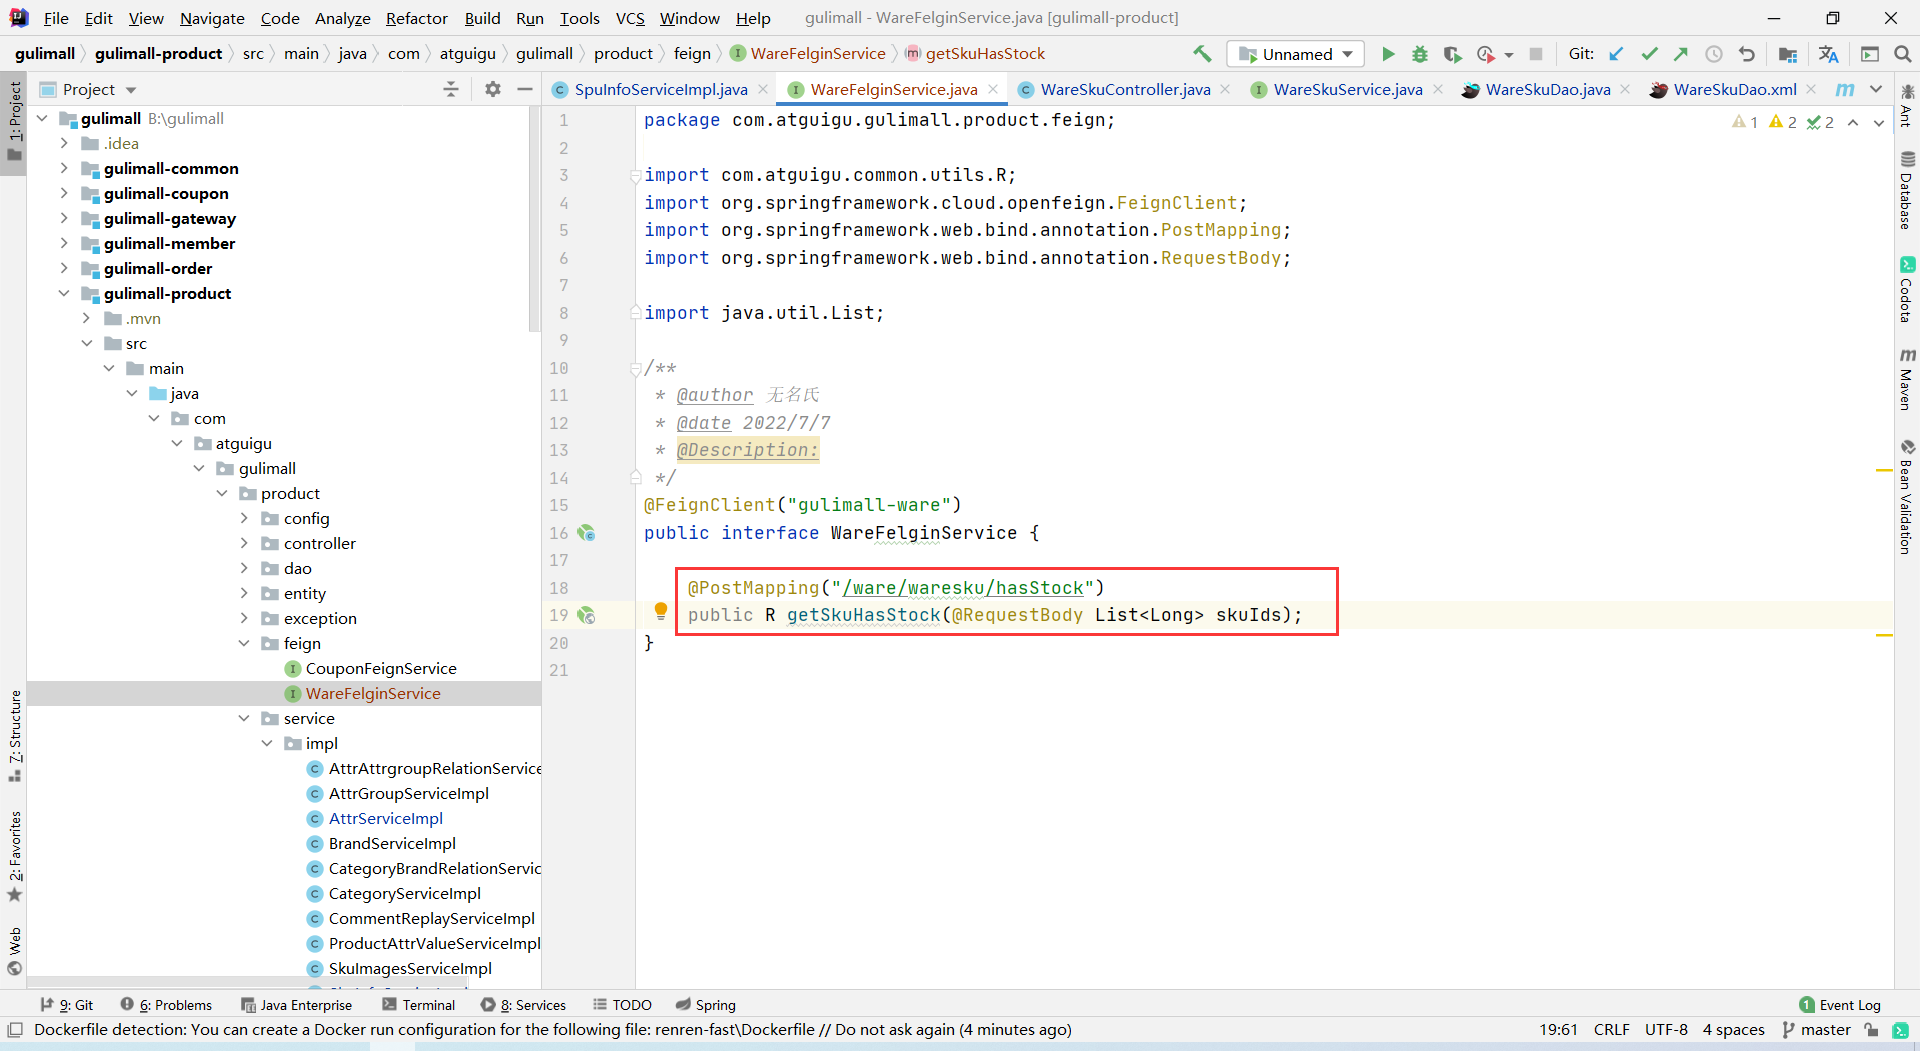 File Edit View Navigate Code Analyze Refactor Build Run Tools VCS Window Help gulimall - WareFelginService.java [gulimall-product]
gulimall gulimall-product src main java com atguigu gulimall product feign WareFelginService getSkuHasStock Unnamed Git:
Project
SpuInfoServiceImpl.java WareFelginService.java WareSkuController.java WareSkuService.java WareSkuDao.java WareSkuDao.xml
1: Project
7: Structure
2: Favorites
Web
gulimall B:\gulimall
.idea
gulimall-common
gulimall-coupon
gulimall-gateway
gulimall-member
gulimall-order
gulimall-product
.mvn
src
main
java
com
atguigu
gulimall
product
config
controller
dao
entity
exception
feign
CouponFeignService
WareFelginService
service
impl
AttrAttrgroupRelationService
AttrGroupServiceImpl
AttrServiceImpl
BrandServiceImpl
CategoryBrandRelationServic
CategoryServiceImpl
CommentReplayServiceImpl
ProductAttrValueServiceImpl
SkuImagesServiceImpl
1 package com.atguigu.gulimall.product.feign;
2
3 import com.atguigu.common.utils.R;
4 import org.springframework.cloud.openfeign.FeignClient;
5 import org.springframework.web.bind.annotation.PostMapping;
6 import org.springframework.web.bind.annotation.RequestBody;
7
8 import java.util.List;
9
10 /**
11 * @author 无名氏
12 * @date 2022/7/7
13 * @Description:
14 */
15 @FeignClient("gulimall-ware")
16 public interface WareFelginService {
17
18 @PostMapping("/ware/waresku/hasStock")
19 public R getSkuHasStock(@RequestBody List<Long> skuIds);
20 }
21
1 2 2
Ant
Database
Codota
Maven
Bean Validation
9: Git 6: Problems Java Enterprise Terminal 8: Services TODO Spring 1 Event Log
Dockerfile detection: You can create a Docker run configuration for the following file: renren-fast\Dockerfile // Do not ask again (4 minutes ago) 19:61 CRLF UTF-8 4 spaces master